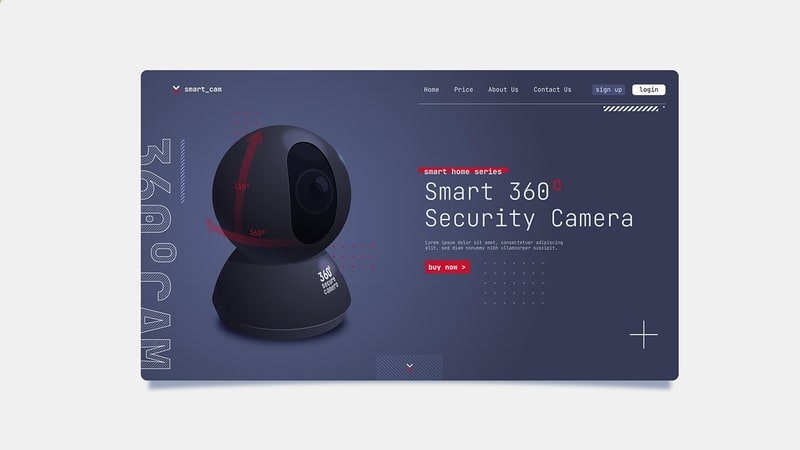 smart_cam
Home Price About Us Contact Us sign up login
360° CAM
360°
smart home series
Smart 360°
Security Camera
Lorem ipsum dolor sit amet, consectetuer adipiscing
elit, sed diam nonummy nibh ullamcorper suscipit.
buy now >
360°
security
camera